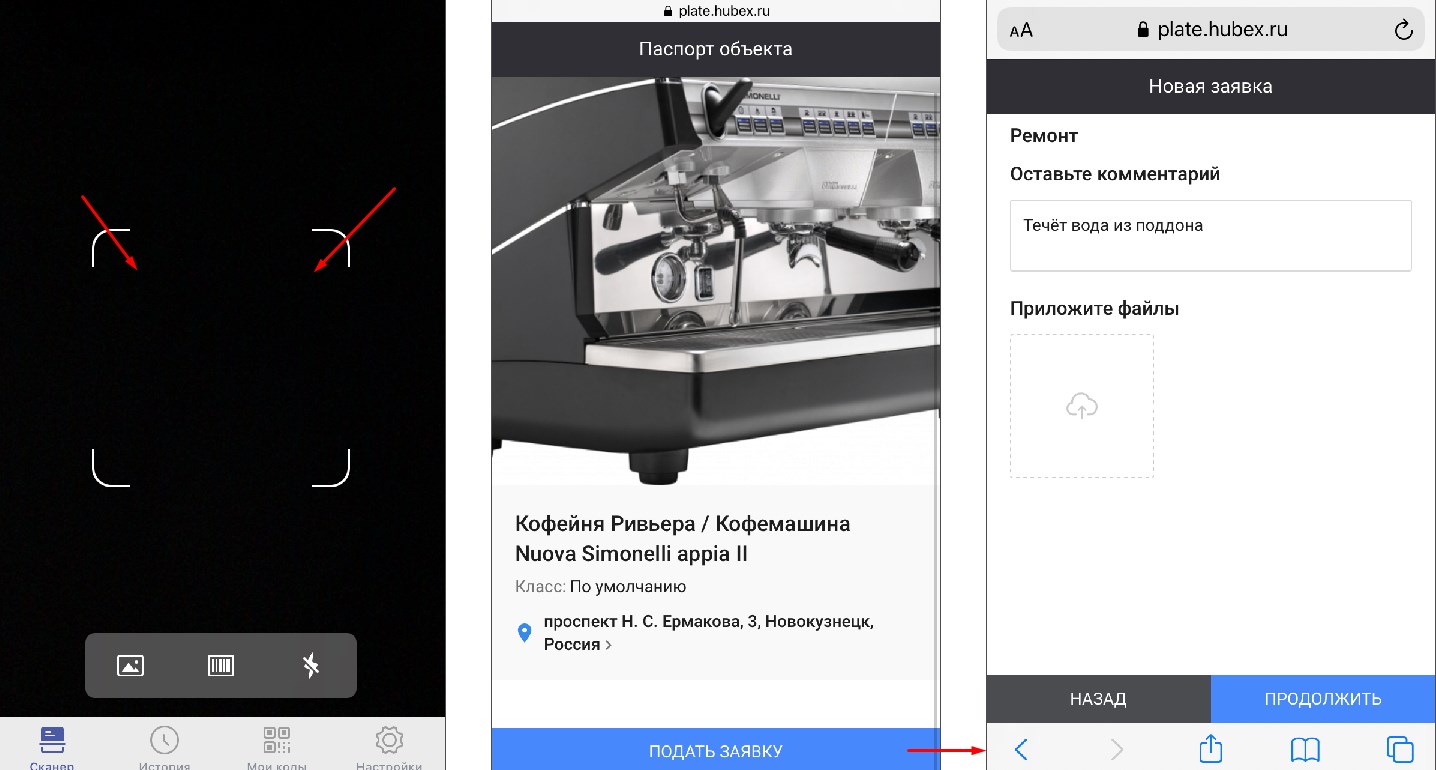 Сканер
История
Мои коды
Настройки
plate.hubex.ru
Паспорт объекта
Кофейня Ривьера / Кофемашина
Nuova Simonelli appia II
Класс: По умолчанию
проспект Н. С. Ермакова, 3, Новокузнецк,
Россия >
ПОДАТЬ ЗАЯВКУ
AA
plate.hubex.ru
Новая заявка
Ремонт
Оставьте комментарий
Течёт вода из поддона
Приложите файлы
НАЗАД
ПРОДОЛЖИТЬ